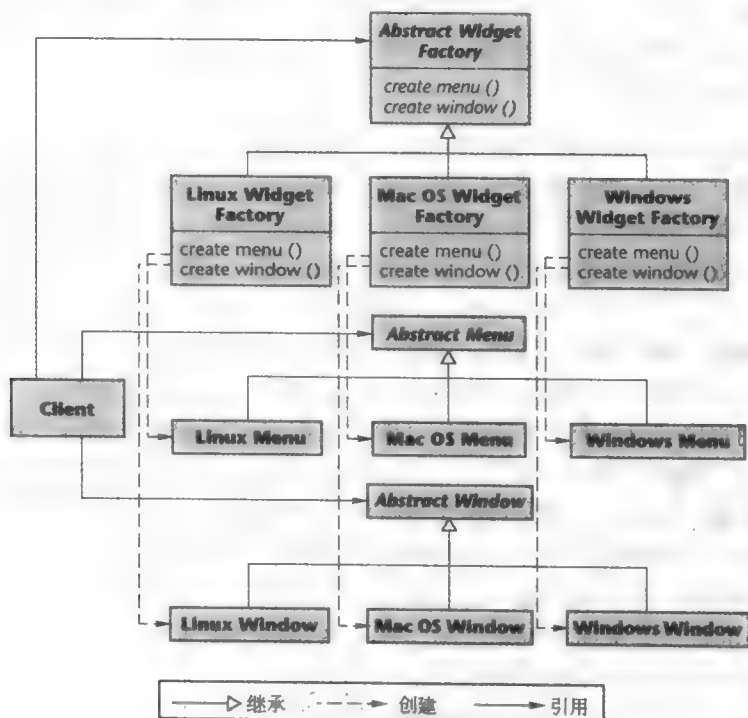 Abstract Widget
Factory
create menu ()
create window ()
Linux Widget
Factory
create menu ()
create window ()
Mac OS Widget
Factory
create menu ()
create window ()
Windows
Widget Factory
create menu ()
create window ()
Abstract Menu
Client
Linux Menu
Mac OS Menu
Windows Menu
Abstract Window
Linux Window
Mac OS Window
Windows Window
继承
创建
引用